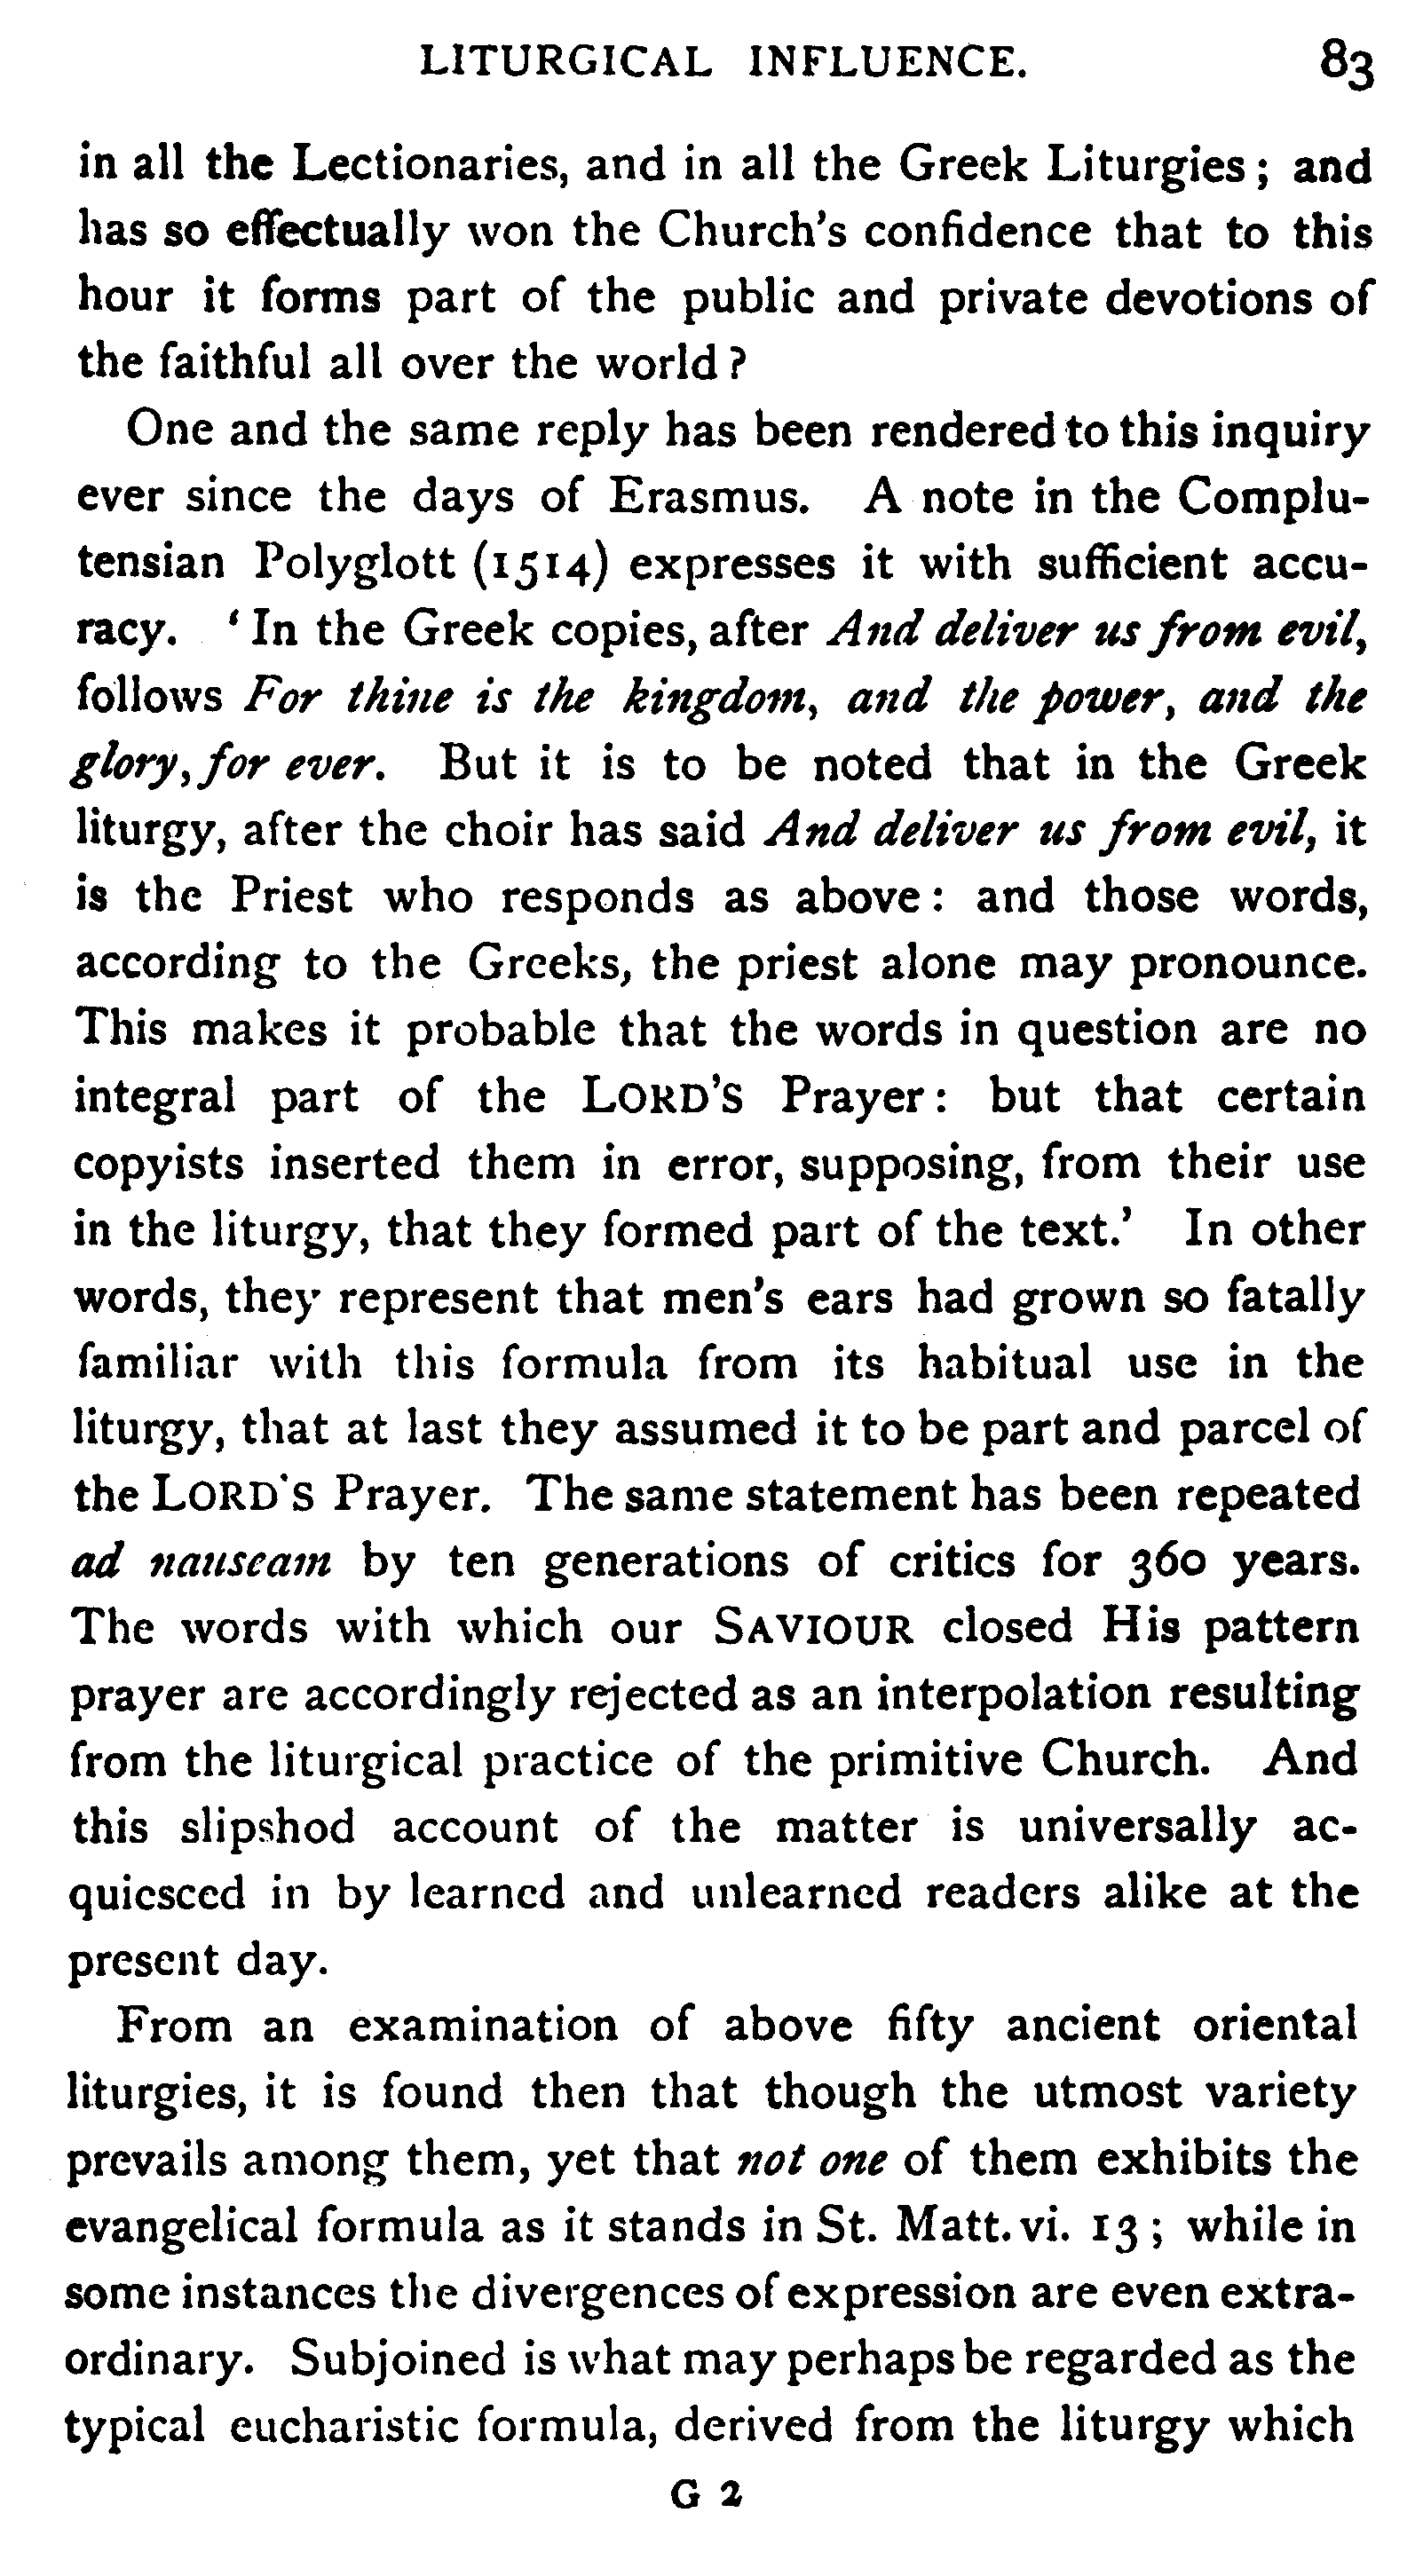 LITURGICAL INFLUENCE. 83
in all the Lectionaries, and in all the Greek Liturgies; and
has so effectually won the Church's confidence that to this
hour it forms part of the public and private devotions of
the faithful all over the world?
One and the same reply has been rendered to this inquiry
ever since the days of Erasmus. A note in the Complu-
tensian Polyglott (1514) expresses it with sufficient accu-
racy. 'In the Greek copies, after And deliver us from evil,
follows For thine is the kingdom, and the power, and the
glory, for ever. But it is to be noted that in the Greek
liturgy, after the choir has said And deliver us from evil, it
is the Priest who responds as above: and those words,
according to the Greeks, the priest alone may pronounce.
This makes it probable that the words in question are no
integral part of the LORD'S Prayer: but that certain
copyists inserted them in error, supposing, from their use
in the liturgy, that they formed part of the text.' In other
words, they represent that men's ears had grown so fatally
familiar with this formula from its habitual use in the
liturgy, that at last they assumed it to be part and parcel of
the LORD'S Prayer. The same statement has been repeated
ad nauseam by ten generations of critics for 360 years.
The words with which our SAVIOUR closed His pattern
prayer are accordingly rejected as an interpolation resulting
from the liturgical practice of the primitive Church. And
this slipshod account of the matter is universally ac-
quiesced in by learned and unlearned readers alike at the
present day.
From an examination of above fifty ancient oriental
liturgies, it is found then that though the utmost variety
prevails among them, yet that not one of them exhibits the
evangelical formula as it stands in St. Matt. vi. 13; while in
some instances the divergences of expression are even extra-
ordinary. Subjoined is what may perhaps be regarded as the
typical eucharistic formula, derived from the liturgy which
G 2